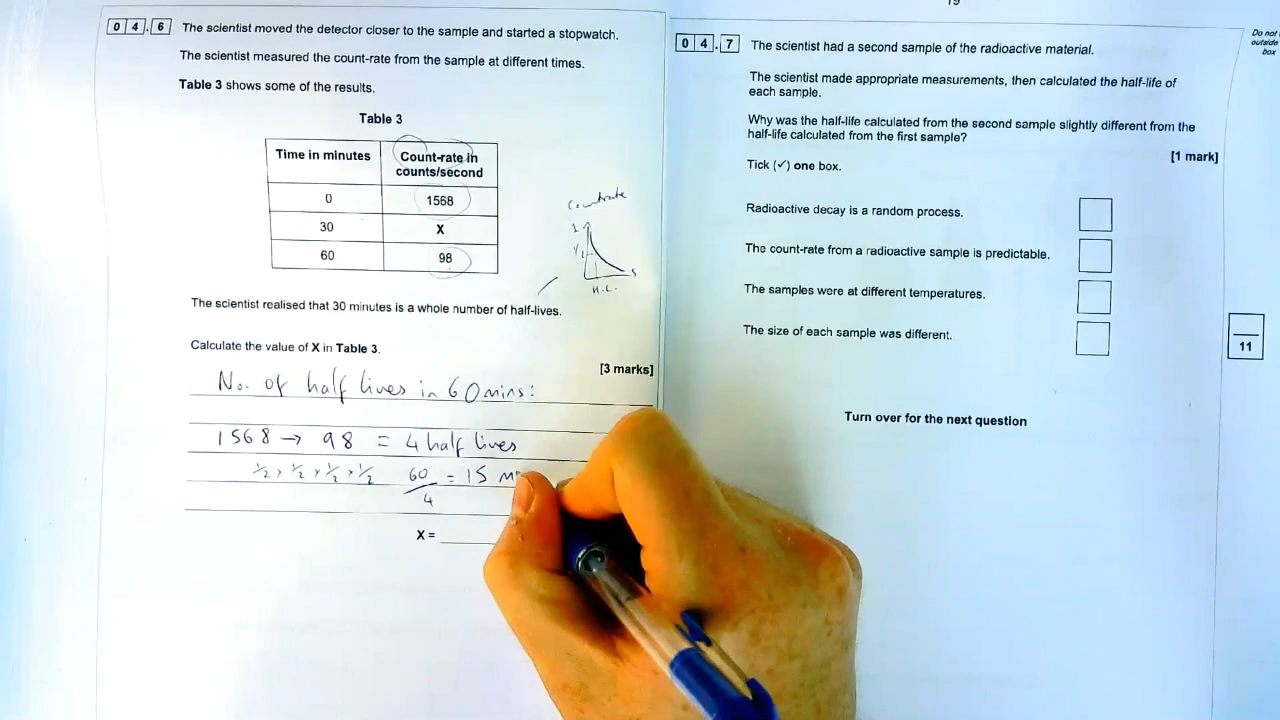 19
0 4 . 6 The scientist moved the detector closer to the sample and started a stopwatch.
The scientist measured the count-rate from the sample at different times.
Table 3 shows some of the results.
Table 3
Time in minutes Count-rate in counts/second
0 1568
30 X
60 98
Countrate
1
1/2
H.L.
The scientist realised that 30 minutes is a whole number of half-lives.
Calculate the value of X in Table 3.
[3 marks]
No. of half lives in 60 mins:
1568 → 98 = 4 half lives
1/2 × 1/2 × 1/2 × 1/2 60/4 = 15
X =
0 4 . 7 The scientist had a second sample of the radioactive material.
The scientist made appropriate measurements, then calculated the half-life of
each sample.
Why was the half-life calculated from the second sample slightly different from the
half-life calculated from the first sample?
[1 mark]
Tick (✓) one box.
Radioactive decay is a random process.
The count-rate from a radioactive sample is predictable.
The samples were at different temperatures.
The size of each sample was different.
Turn over for the next question
Do not
outside
box
11